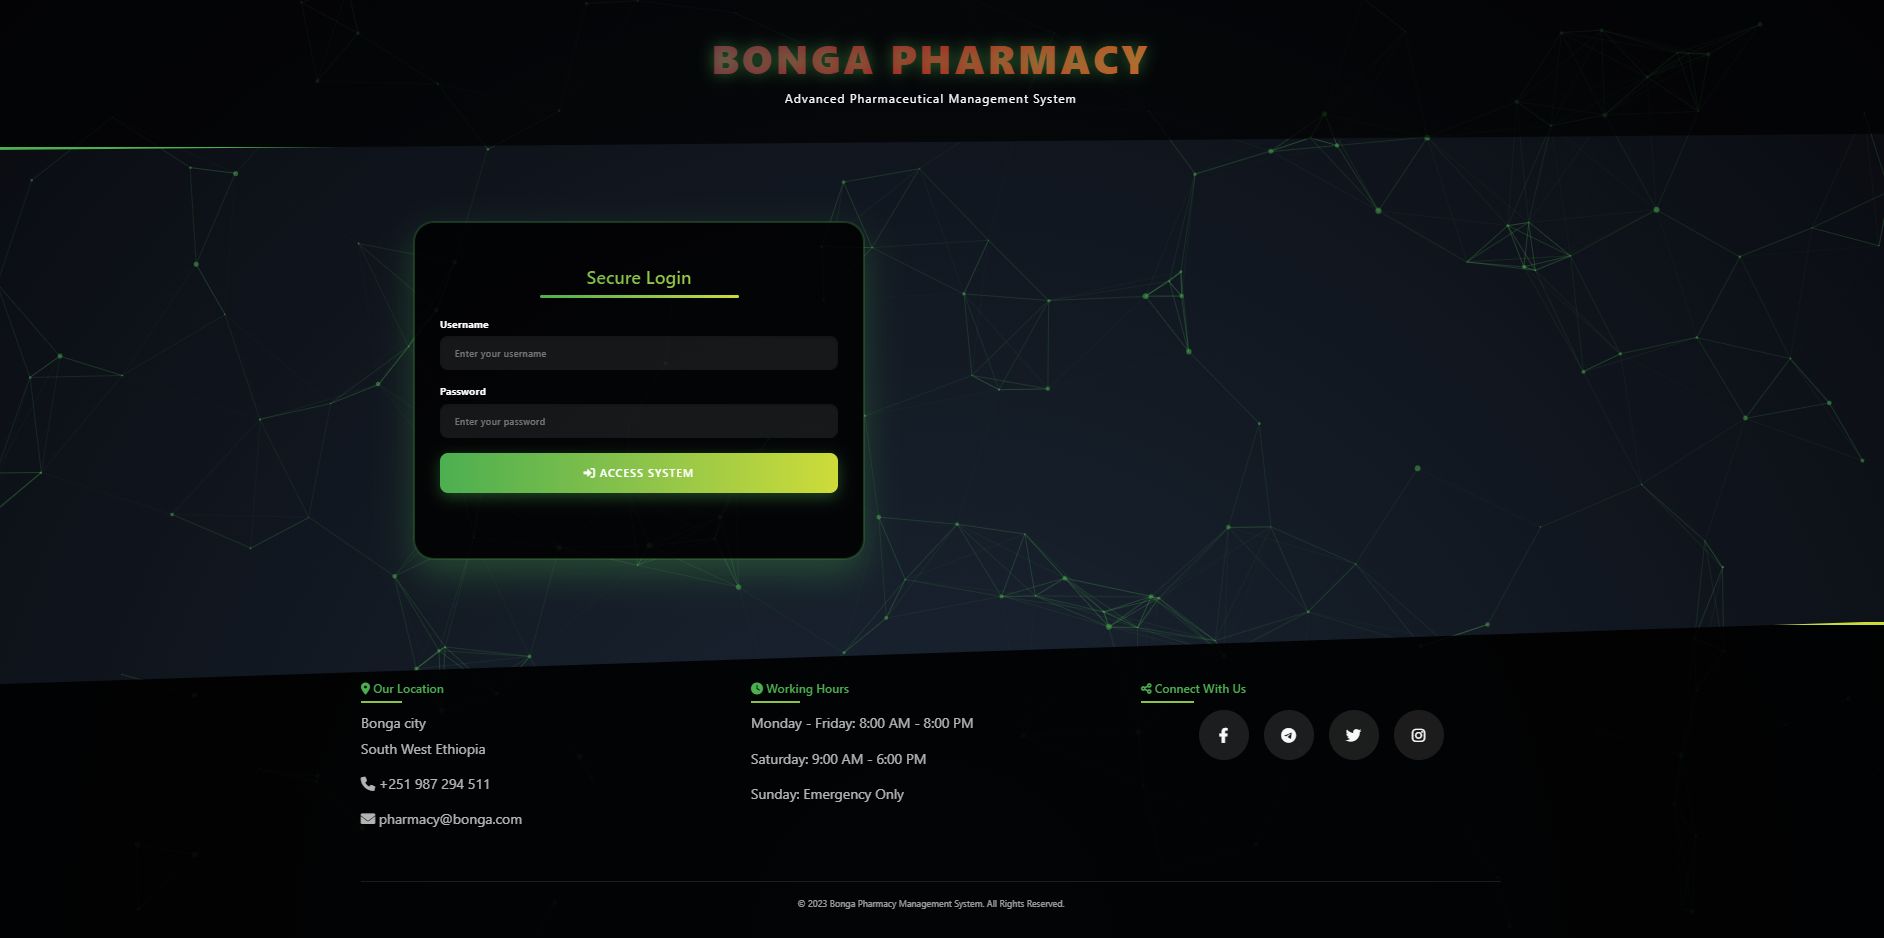 BONGA PHARMACY
Advanced Pharmaceutical Management System
Secure Login
Username
Enter your username
Password
Enter your password
ACCESS SYSTEM
Our Location
Bonga city
South West Ethiopia
+251 987 294 511
pharmacy@bonga.com
Working Hours
Monday - Friday: 8:00 AM - 8:00 PM
Saturday: 9:00 AM - 6:00 PM
Sunday: Emergency Only
Connect With Us
© 2023 Bonga Pharmacy Management System. All Rights Reserved.